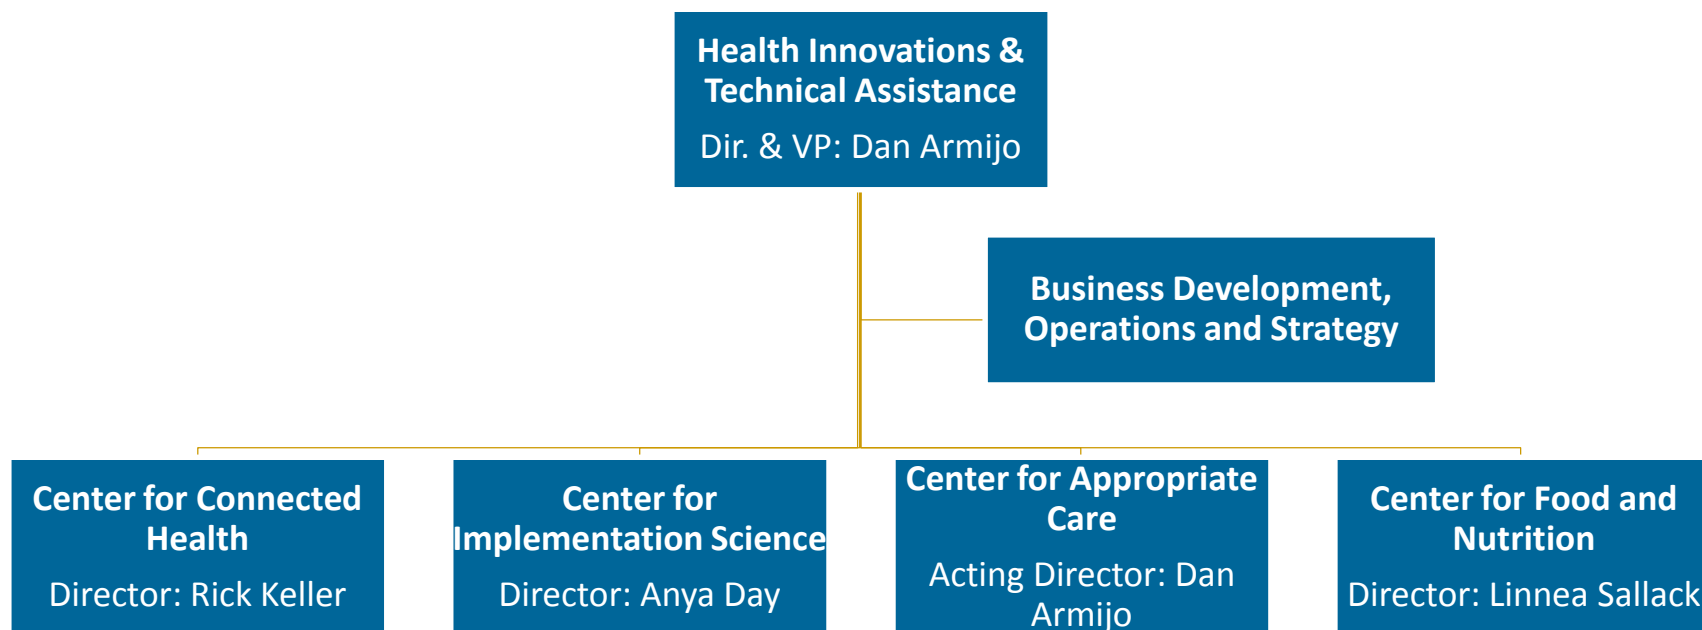 Health Innovations &
Technical Assistance
Dir. & VP: Dan Armijo
Business Development,
Operations and Strategy
Center for Connected
Health
Director: Rick Keller
Center for
Implementation Science
Director: Anya Day
Center for Appropriate
Care
Acting Director: Dan
Armijo
Center for Food and
Nutrition
Director: Linnea Sallack